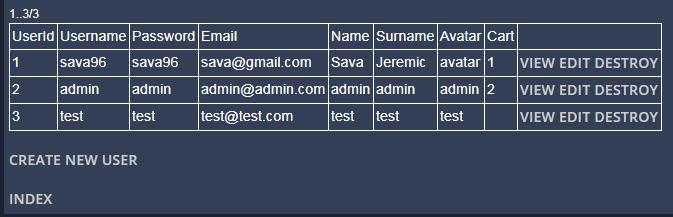 1..3/3
UserId Username Password Email Name Surname Avatar Cart
1 sava96 sava96 sava@gmail.com Sava Jeremic avatar 1 VIEW EDIT DESTROY
2 admin admin admin@admin.com admin admin admin 2 VIEW EDIT DESTROY
3 test test test@test.com test test test VIEW EDIT DESTROY
CREATE NEW USER
INDEX